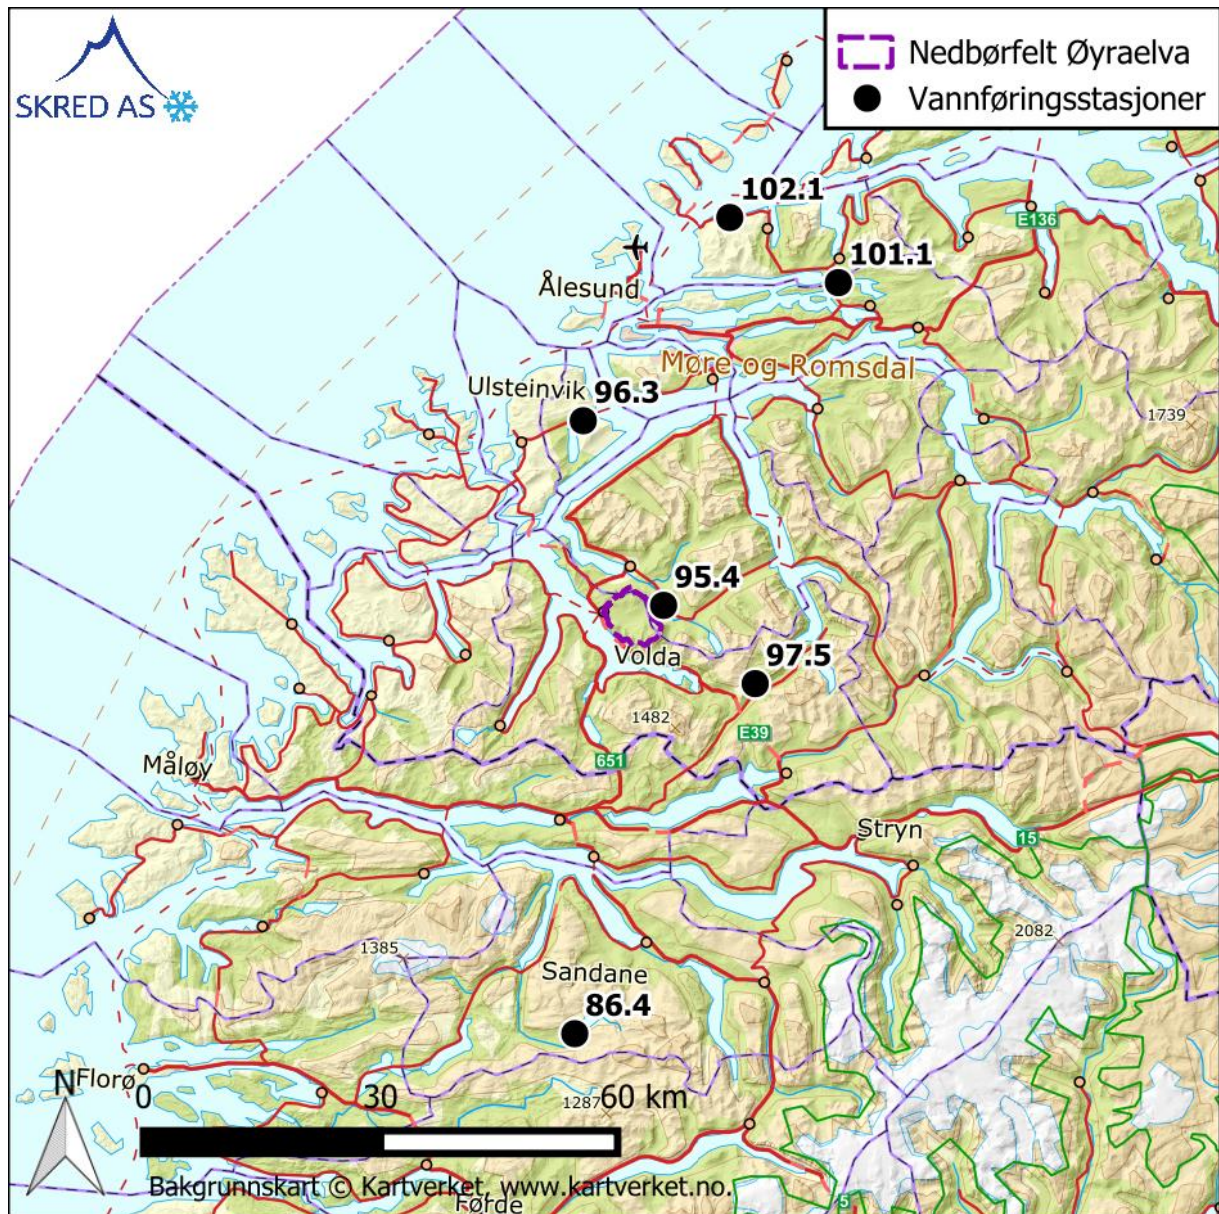 SKRED AS
Nedbørfelt Øyraelva
Vannføringsstasjoner
102.1
E136
101.1
Ålesund
Møre og Romsdal
Ulsteinvik
96.3
1739
95.4
Volda
97.5
1482
E39
651
Måløy
Stryn
15
2082
1385
Sandane
86.4
N
Florø
0 30 60 km
1287
Bakgrunnskart © Kartverket, www.kartverket.no.
Førde
5